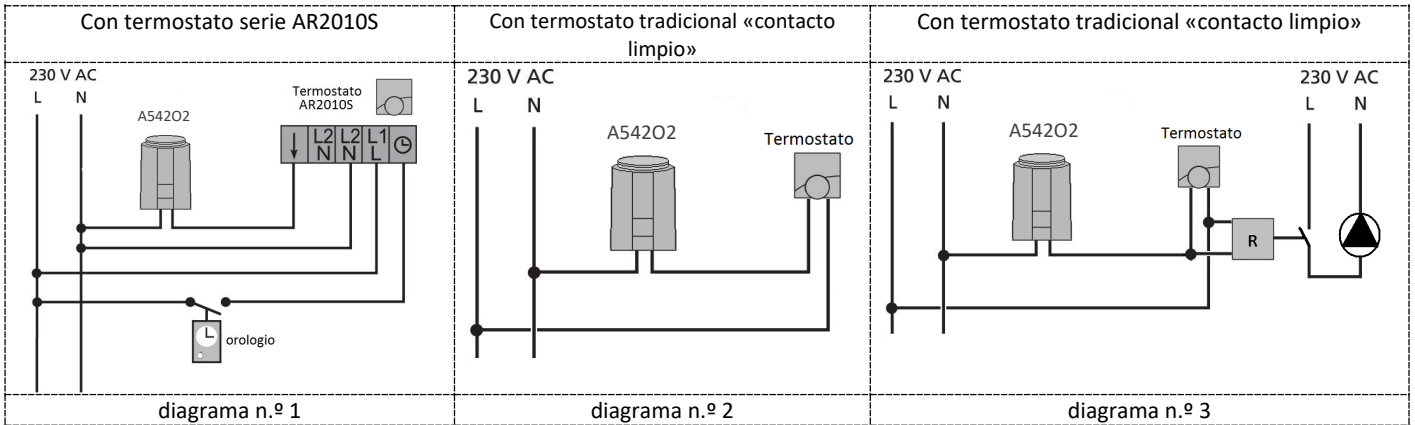 Con termostato serie AR2010S
Con termostato tradicional «contacto
limpio»
Con termostato tradicional «contacto limpio»
230 V AC
L N
A542O2
Termostato
AR2010S
L2 L2 L1
N N L
orologio
230 V AC
L N
A542O2
Termostato
230 V AC
L N
A542O2
Termostato
R
230 V AC
L N
diagrama n.º 1
diagrama n.º 2
diagrama n.º 3